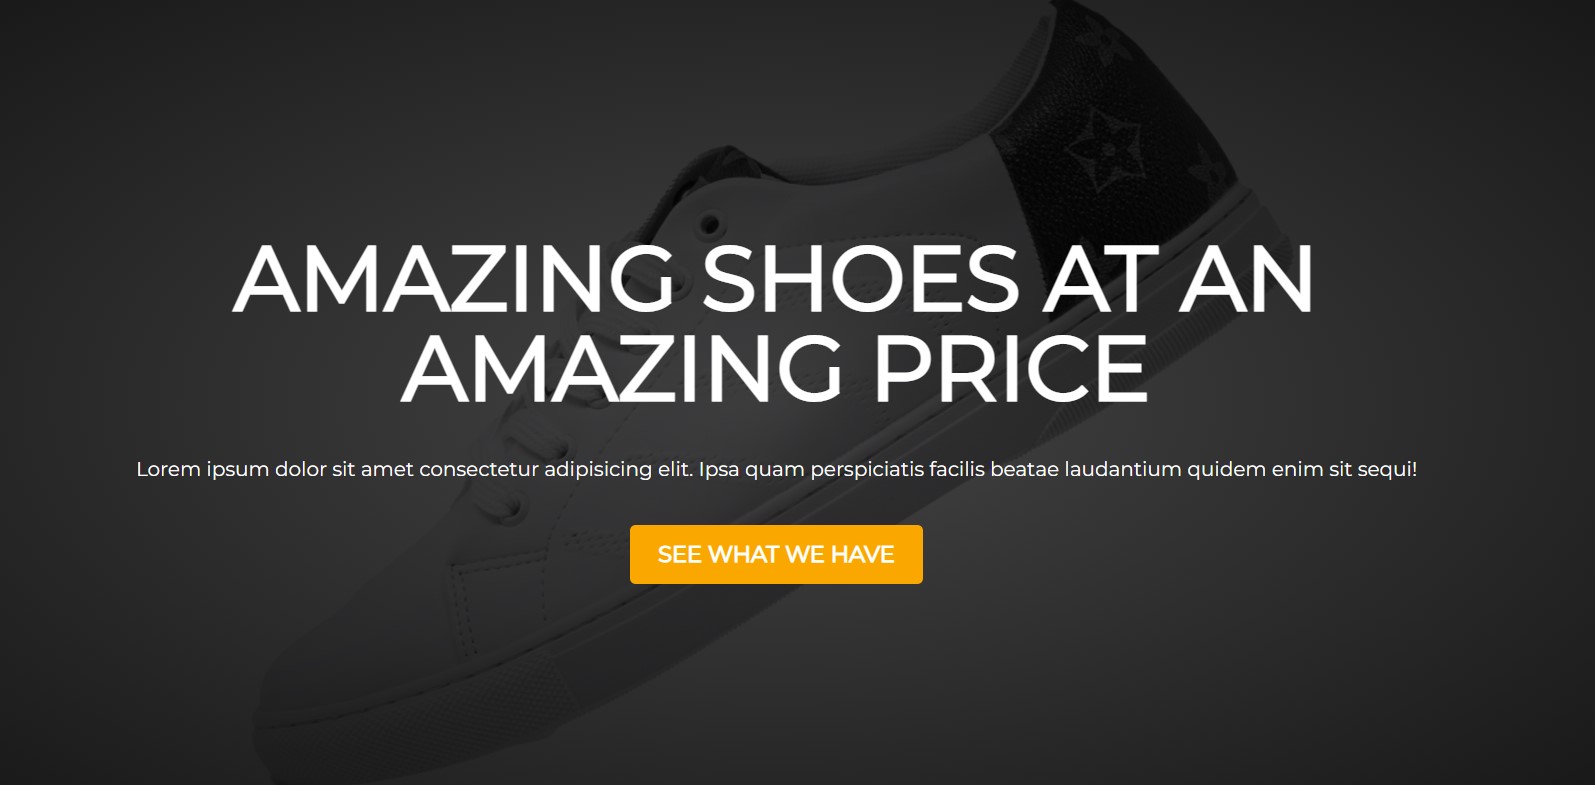 AMAZING SHOES AT AN
AMAZING PRICE
Lorem ipsum dolor sit amet consectetur adipisicing elit. Ipsa quam perspiciatis facilis beatae laudantium quidem enim sit sequi!
SEE WHAT WE HAVE